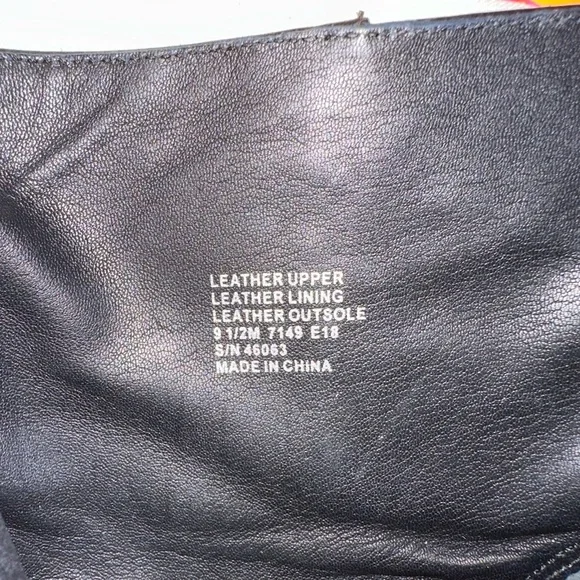 LEATHER UPPER
LEATHER LINING
LEATHER OUTSOLE
9 1/2M 7149 E18
S/N 46063
MADE IN CHINA